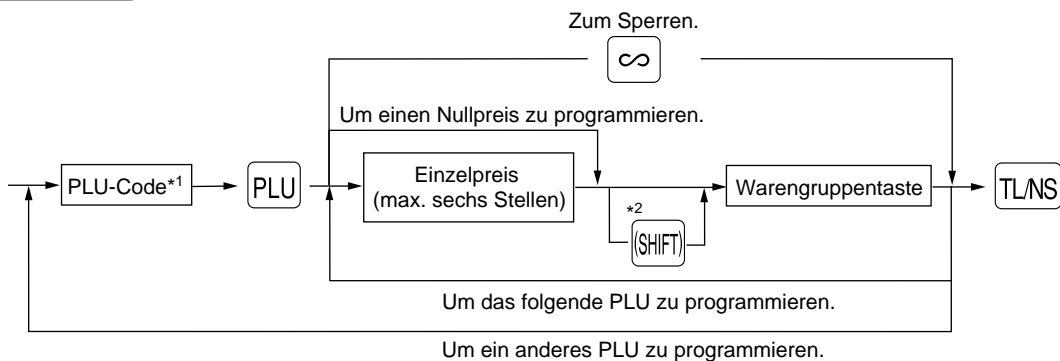 Zum Sperren.
∞
Um einen Nullpreis zu programmieren.
PLU-Code*1
PLU
Einzelpreis
(max. sechs Stellen)
*2
(SHIFT)
Warengruppentaste
TL/NS
Um das folgende PLU zu programmieren.
Um ein anderes PLU zu programmieren.